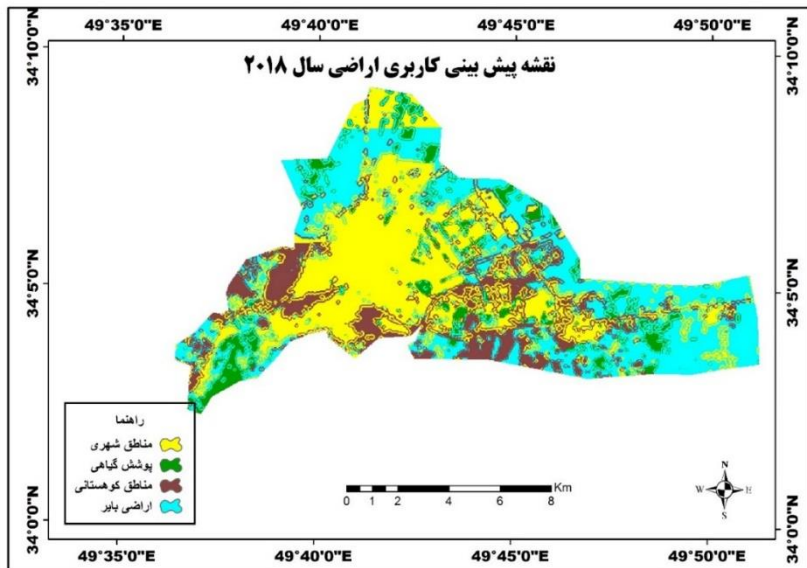 49°35'0"E 49°40'0"E 49°45'0"E 49°50'0"E
34°10'0"N 34°10'0"N
نقشه پیش بینی کاربری اراضی سال ۲۰۱۸
34°5'0"N 34°5'0"N
راهنما
مناطق شهری
پوشش گیاهی
مناطق کوهستانی
اراضی بایر
Km
0 1 2 4 6 8
N
W E
S
34°0'0"N 34°0'0"N
49°35'0"E 49°40'0"E 49°45'0"E 49°50'0"E